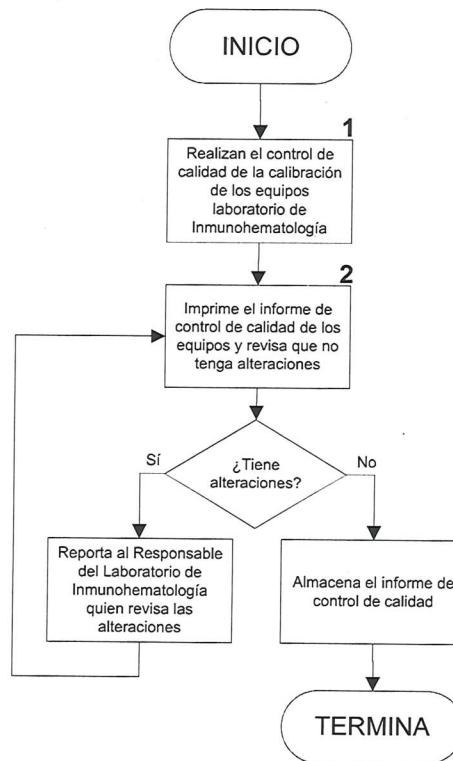 INICIO
1
Realizan el control de
calidad de la calibración
de los equipos
laboratorio de
Inmunohematología
2
Imprime el informe de
control de calidad de los
equipos y revisa que no
tenga alteraciones
¿Tiene
alteraciones?
Sí
No
Reporta al Responsable
del Laboratorio de
Inmunohematología
quien revisa las
alteraciones
Almacena el informe de
control de calidad
TERMINA